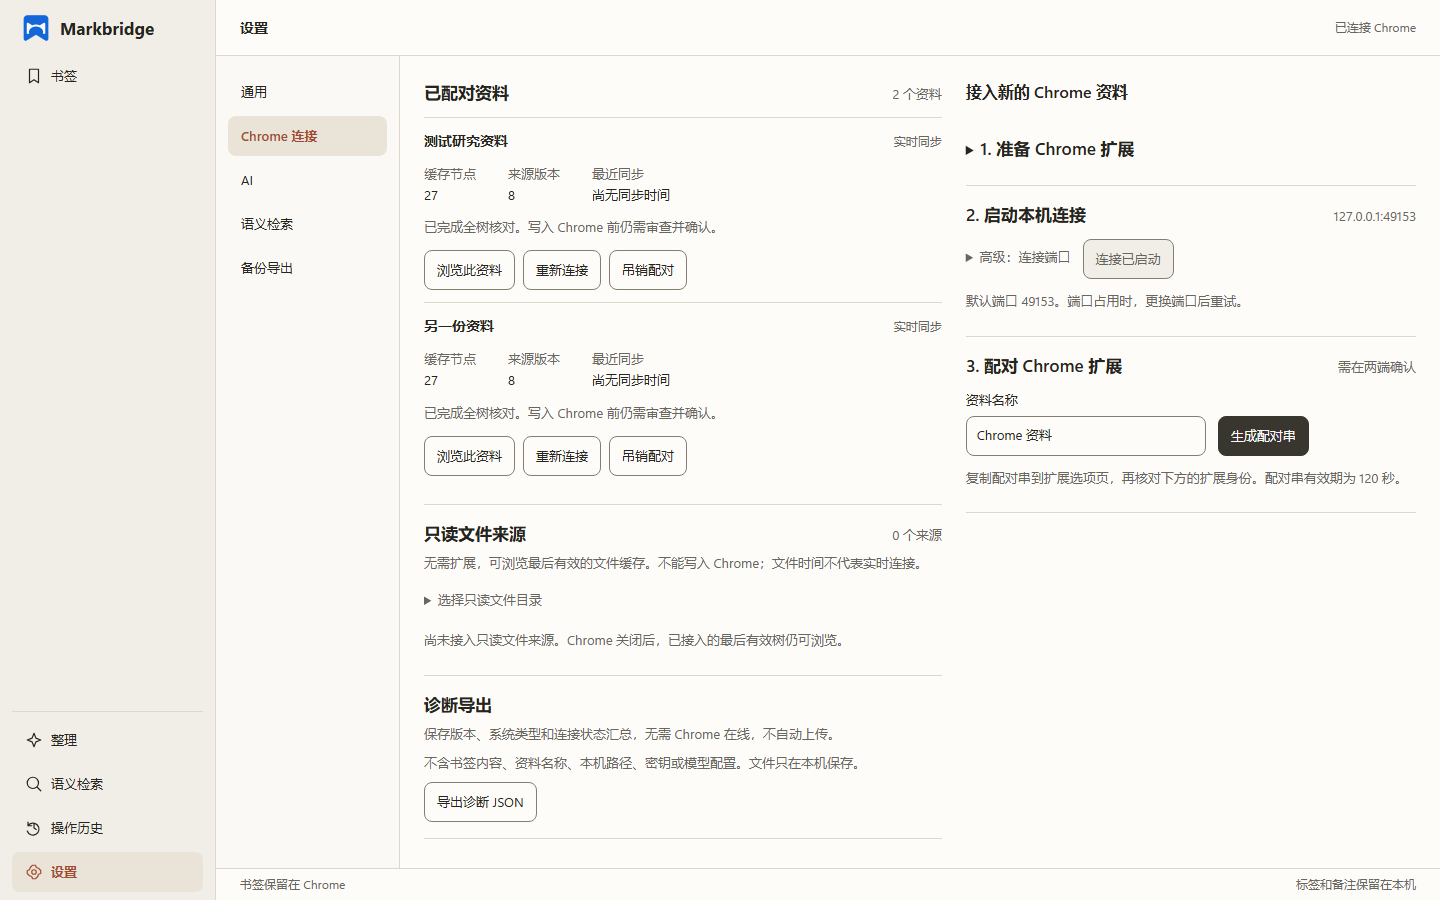 Markbridge
书签
整理
语义检索
操作历史
设置
设置
已连接 Chrome
通用
Chrome 连接
AI
语义检索
备份导出
已配对资料
2 个资料
测试研究资料
实时同步
缓存节点 来源版本 最近同步
27 8 尚无同步时间
已完成全树核对。写入 Chrome 前仍需审查并确认。
浏览此资料 重新连接 吊销配对
另一份资料
实时同步
缓存节点 来源版本 最近同步
27 8 尚无同步时间
已完成全树核对。写入 Chrome 前仍需审查并确认。
浏览此资料 重新连接 吊销配对
只读文件来源
0 个来源
无需扩展，可浏览最后有效的文件缓存。不能写入 Chrome；文件时间不代表实时连接。
选择只读文件目录
尚未接入只读文件来源。Chrome 关闭后，已接入的最后有效树仍可浏览。
诊断导出
保存版本、系统类型和连接状态汇总，无需 Chrome 在线，不自动上传。
不含书签内容、资料名称、本机路径、密钥或模型配置。文件只在本机保存。
导出诊断 JSON
接入新的 Chrome 资料
1. 准备 Chrome 扩展
2. 启动本机连接
127.0.0.1:49153
高级：连接端口 连接已启动
默认端口 49153。端口占用时，更换端口后重试。
3. 配对 Chrome 扩展
需在两端确认
资料名称
Chrome 资料 生成配对串
复制配对串到扩展选项页，再核对下方的扩展身份。配对串有效期为 120 秒。
书签保留在 Chrome
标签和备注保留在本机